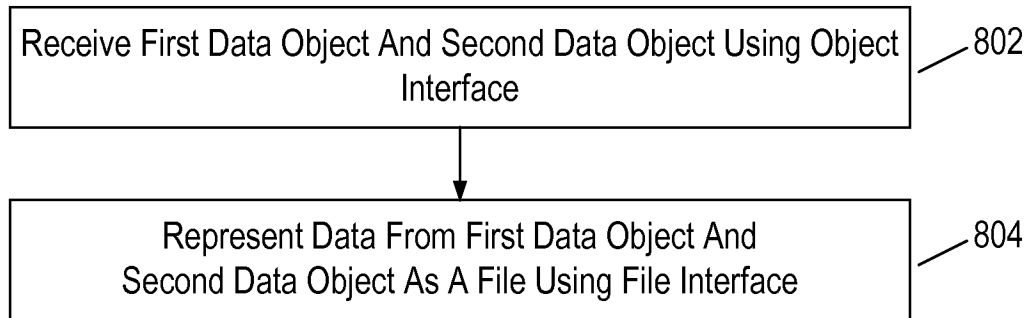 Receive First Data Object And Second Data Object Using Object
Interface
802
Represent Data From First Data Object And
Second Data Object As A File Using File Interface
804